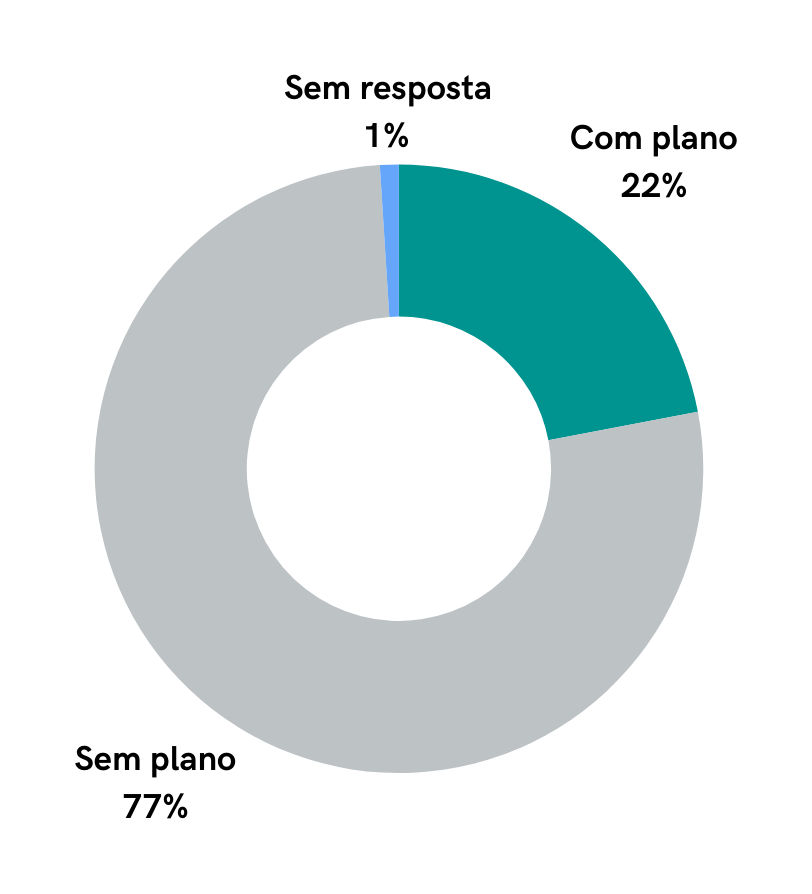 Sem resposta
1%
Com plano
22%
Sem plano
77%